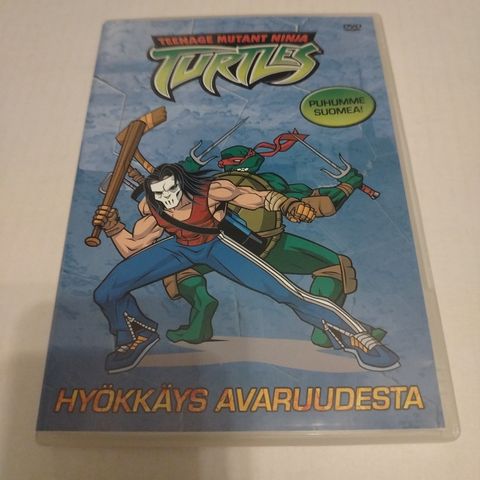 DVD
TEENAGE MUTANT NINJA
TURTLES
PUHUMME
SUOMEA!
HYÖKKÄYS AVARUUDESTA